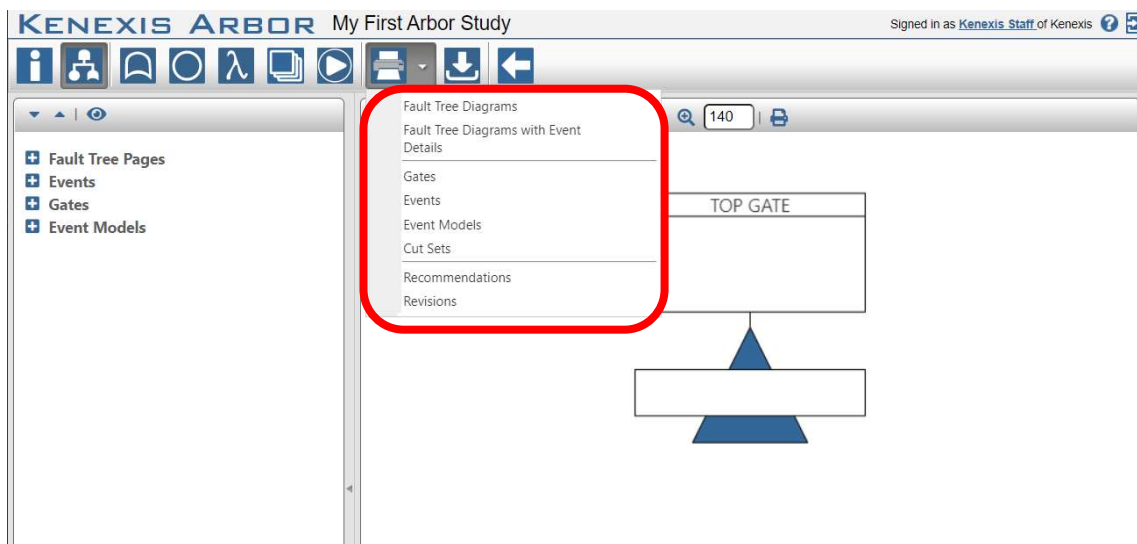 KENEXIS ARBOR My First Arbor Study
Signed in as Kenexis Staff of Kenexis ?
i λ
140
Fault Tree Pages
Events
Gates
Event Models
Fault Tree Diagrams
Fault Tree Diagrams with Event
Details
Gates
Events
Event Models
Cut Sets
Recommendations
Revisions
TOP GATE